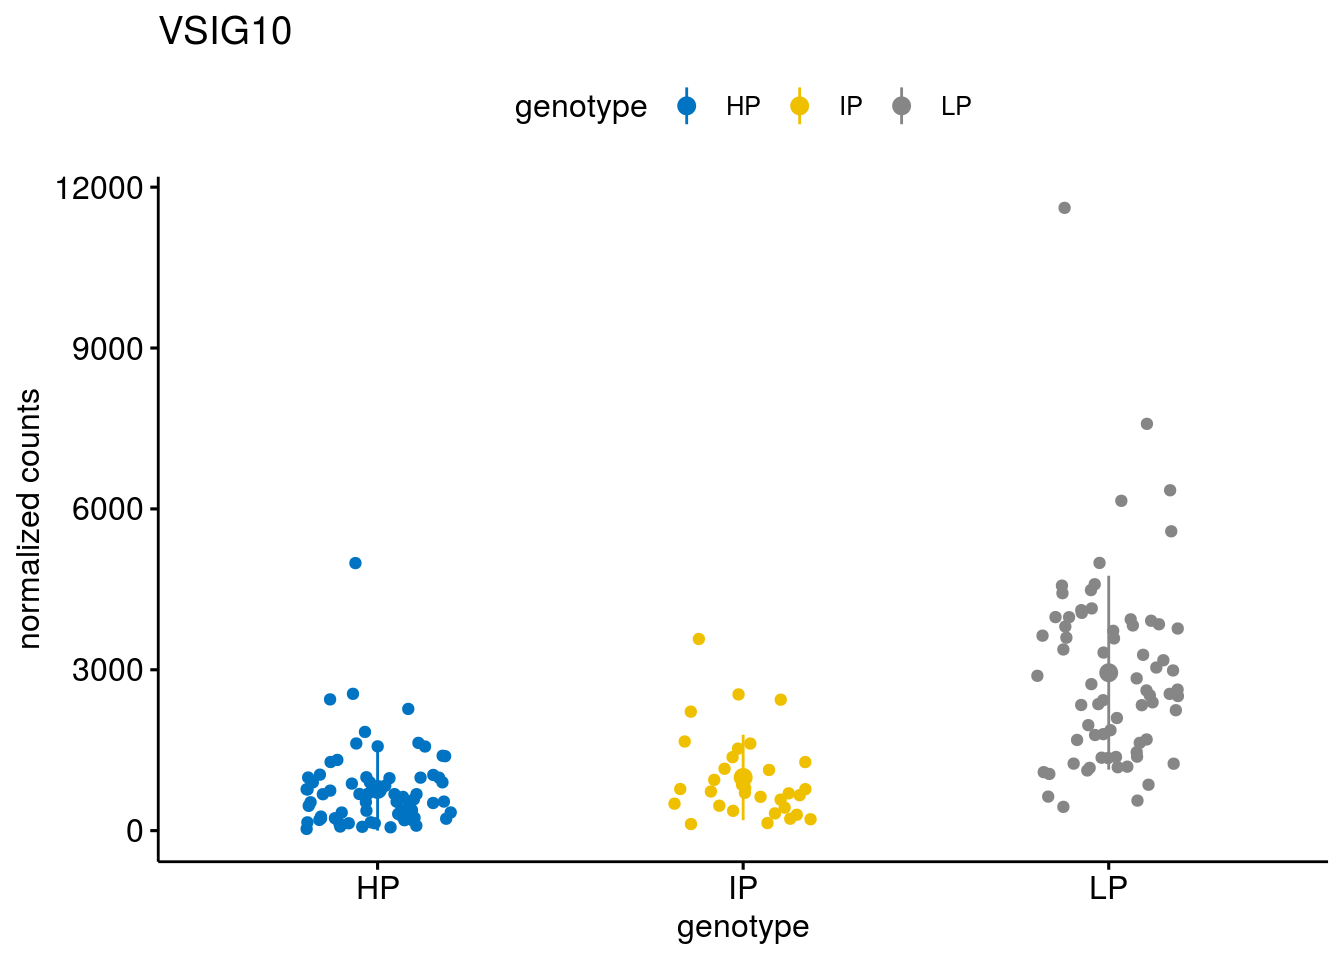 VSIG10
genotype HP IP LP
12000
9000
6000
3000
0
normalized counts
HP IP LP
genotype